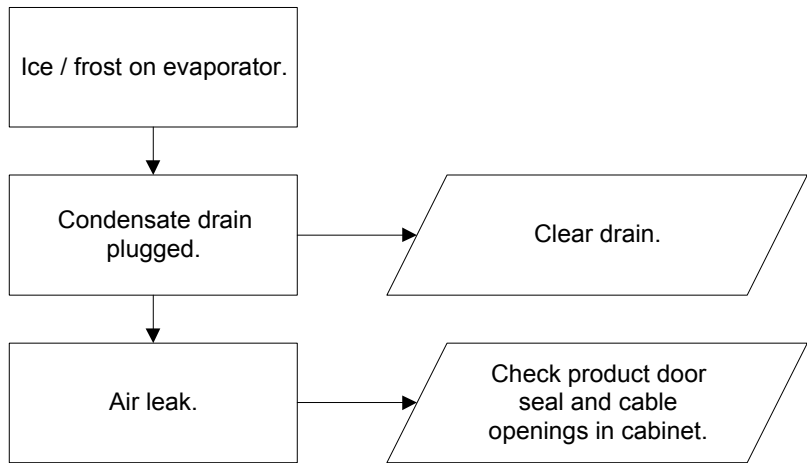 Ice / frost on evaporator.
Condensate drain
plugged.
Clear drain.
Air leak.
Check product door
seal and cable
openings in cabinet.